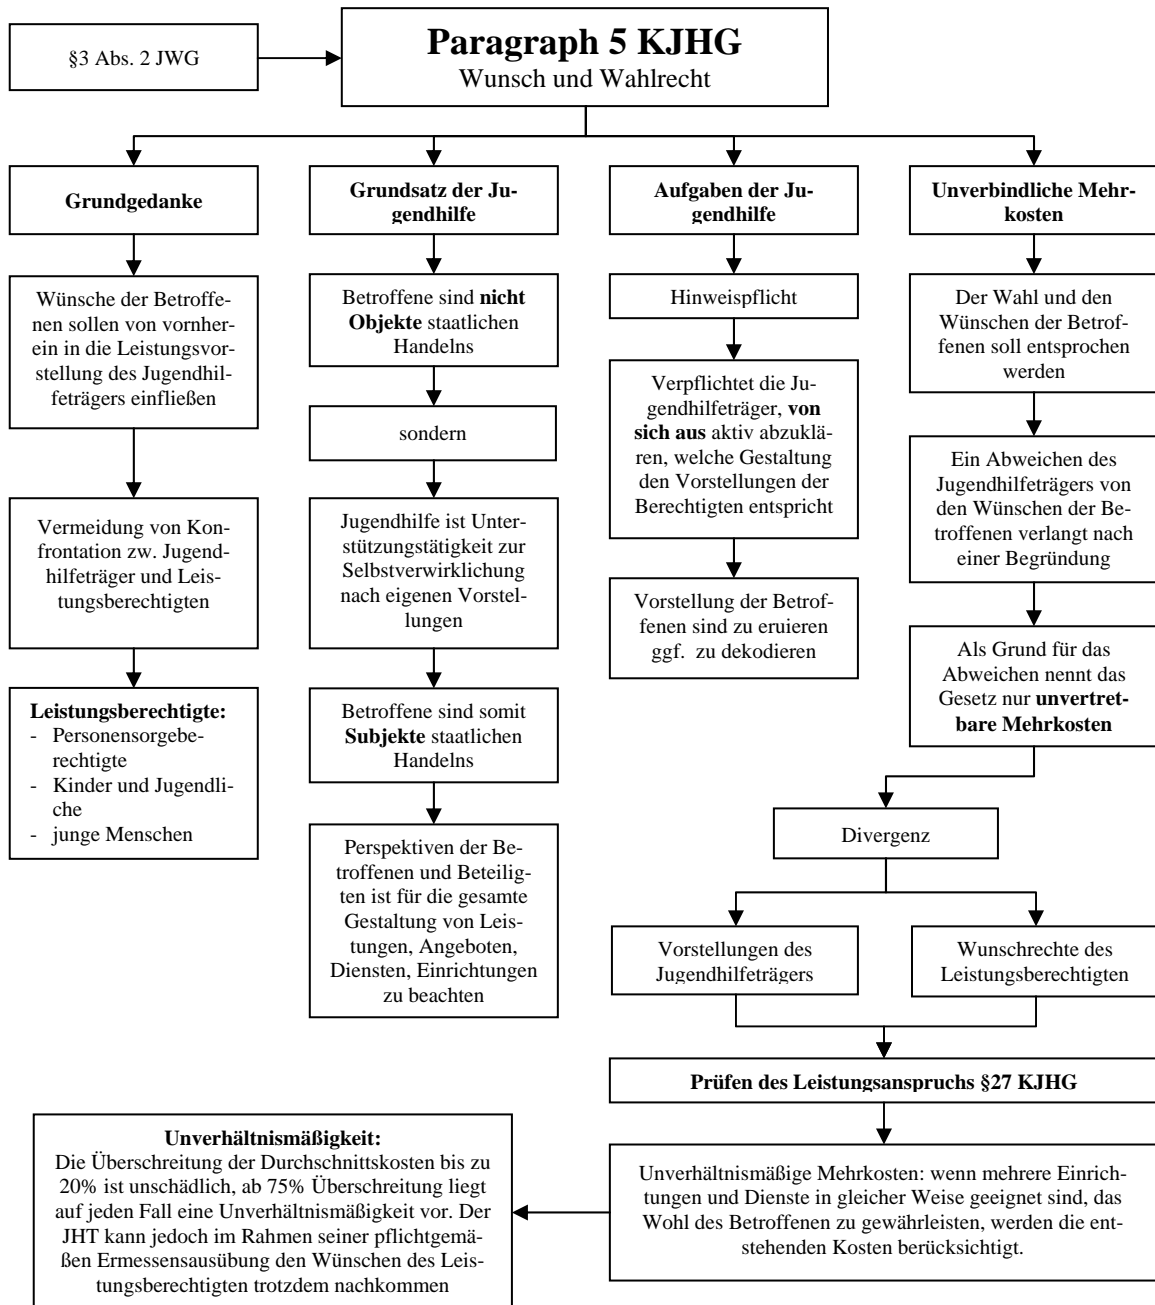 §3 Abs. 2 JWG
Paragraph 5 KJHG
Wunsch und Wahlrecht
Grundgedanke
Wünsche der Betroffe-
nen sollen von vornher-
ein in die Leistungsvor-
stellung des Jugendhil-
feträgers einfließen
Vermeidung von Kon-
frontation zw. Jugend-
hilfeträger und Leis-
tungsberechtigten
Leistungsberechtigte:
- Personensorgebe-
rechtigte
- Kinder und Jugendli-
che
- junge Menschen
Grundsatz der Ju-
gendhilfe
Betroffene sind nicht
Objekte staatlichen
Handelns
sondern
Jugendhilfe ist Unter-
stützungstätigkeit zur
Selbstverwirklichung
nach eigenen Vorstel-
lungen
Betroffene sind somit
Subjekte staatlichen
Handelns
Perspektiven der Be-
troffenen und Beteilig-
ten ist für die gesamte
Gestaltung von Leis-
tungen, Angeboten,
Diensten, Einrichtungen
zu beachten
Aufgaben der Ju-
gendhilfe
Hinweispflicht
Verpflichtet die Ju-
gendhilfeträger, von
sich aus aktiv abzuklä-
ren, welche Gestaltung
den Vorstellungen der
Berechtigten entspricht
Vorstellung der Betrof-
fenen sind zu eruieren
ggf. zu dekodieren
Unverbindliche Mehr-
kosten
Der Wahl und den
Wünschen der Betrof-
fenen soll entsprochen
werden
Ein Abweichen des
Jugendhilfeträgers von
den Wünschen der Be-
troffenen verlangt nach
einer Begründung
Als Grund für das
Abweichen nennt das
Gesetz nur unvertret-
bare Mehrkosten
Divergenz
Vorstellungen des
Jugendhilfeträgers
Wunschrechte des
Leistungsberechtigten
Prüfen des Leistungsanspruchs §27 KJHG
Unverhältnismäßige Mehrkosten: wenn mehrere Einrich-
tungen und Dienste in gleicher Weise geeignet sind, das
Wohl des Betroffenen zu gewährleisten, werden die ent-
stehenden Kosten berücksichtigt.
Unverhältnismäßigkeit:
Die Überschreitung der Durchschnittskosten bis zu
20% ist unschädlich, ab 75% Überschreitung liegt
auf jeden Fall eine Unverhältnismäßigkeit vor. Der
JHT kann jedoch im Rahmen seiner pflichtgemä-
ßen Ermessensausübung den Wünschen des Leis-
tungsberechtigten trotzdem nachkommen